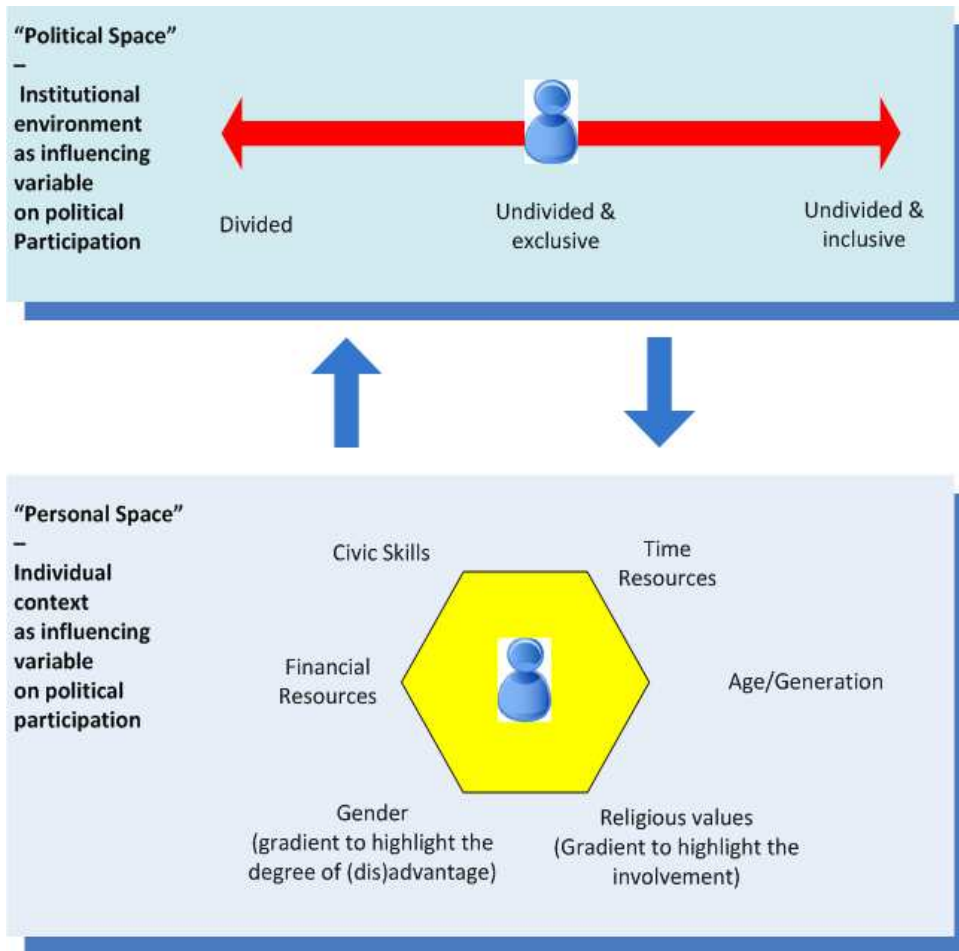 “Political Space”
–
Institutional
environment
as influencing
variable
on political
Participation
Divided
Undivided &
exclusive
Undivided &
inclusive
“Personal Space”
–
Individual
context
as influencing
variable
on political
participation
Civic Skills
Time
Resources
Financial
Resources
Age/Generation
Gender
(gradient to highlight the
degree of (dis)advantage)
Religious values
(Gradient to highlight the
involvement)